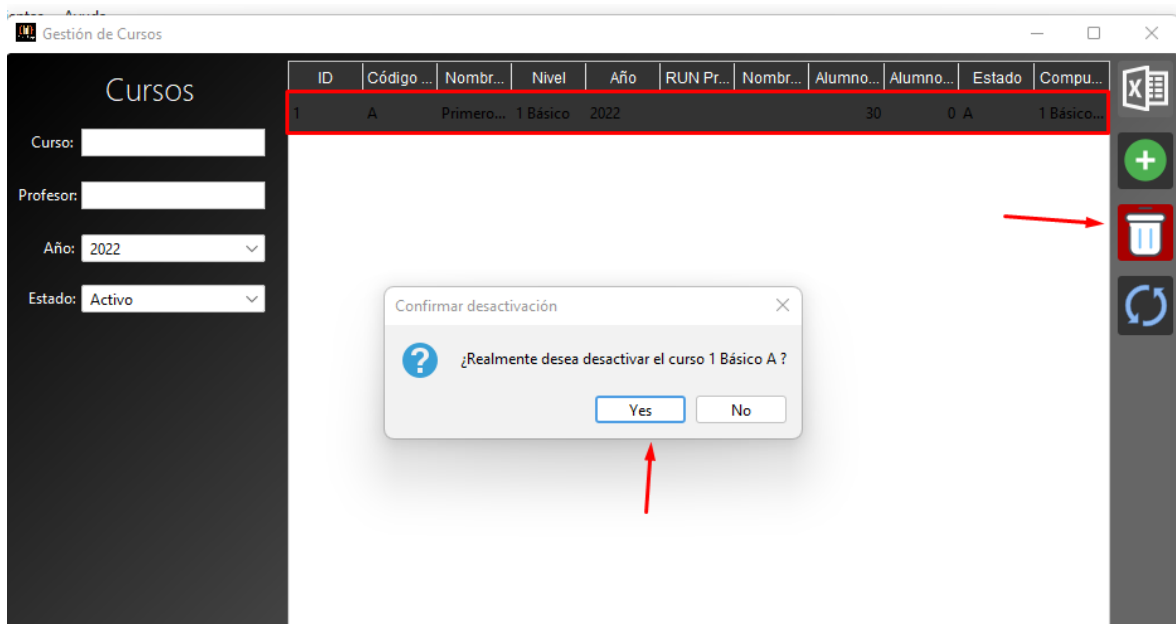 Gestión de Cursos
Cursos
Curso:
Profesor:
Año: 2022
Estado: Activo
ID Código ... Nombr... Nivel Año RUN Pr... Nombr... Alumno... Alumno... Estado Compu...
1 A Primero... 1 Básico 2022 30 0 A 1 Básico...
Confirmar desactivación
¿Realmente desea desactivar el curso 1 Básico A ?
Yes No